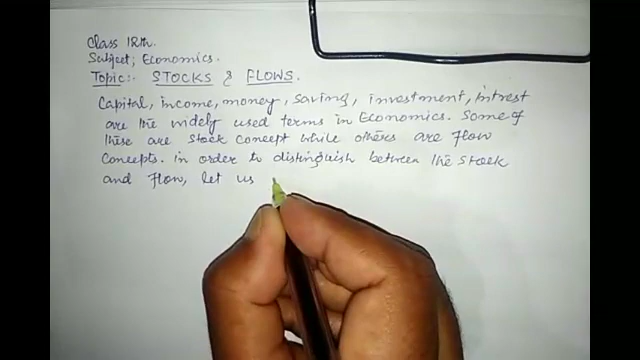 Class 12th.
Subject; Economics.
Topic:- STOCKS & FLOWS.
Capital, income, money, saving, investment, intrest
are the widely used terms in Economics. Some of
these are stock concept while others are flow
concepts. in order to distinguish between the stock
and flow, let us